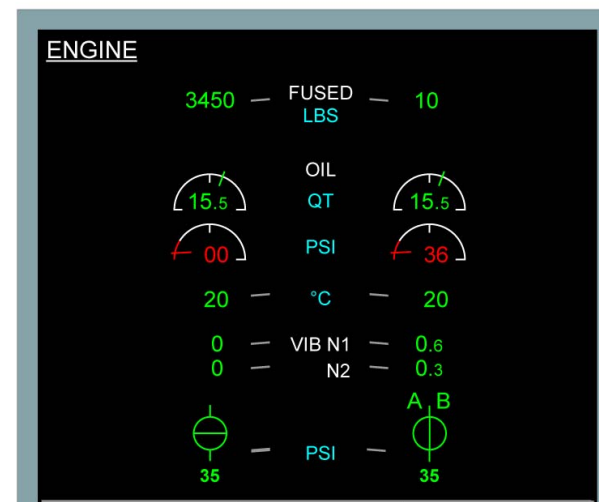 ENGINE
3450 — FUSED — 10
LBS
OIL
15.5 QT 15.5
00 PSI 36
20 — °C — 20
0 — VIB N1 — 0.6
0 — N2 — 0.3
A B
— PSI —
35 35